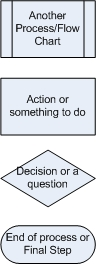 Another
Process/Flow
Chart
Action or
something to do
Decision or a
question
End of process or
Final Step